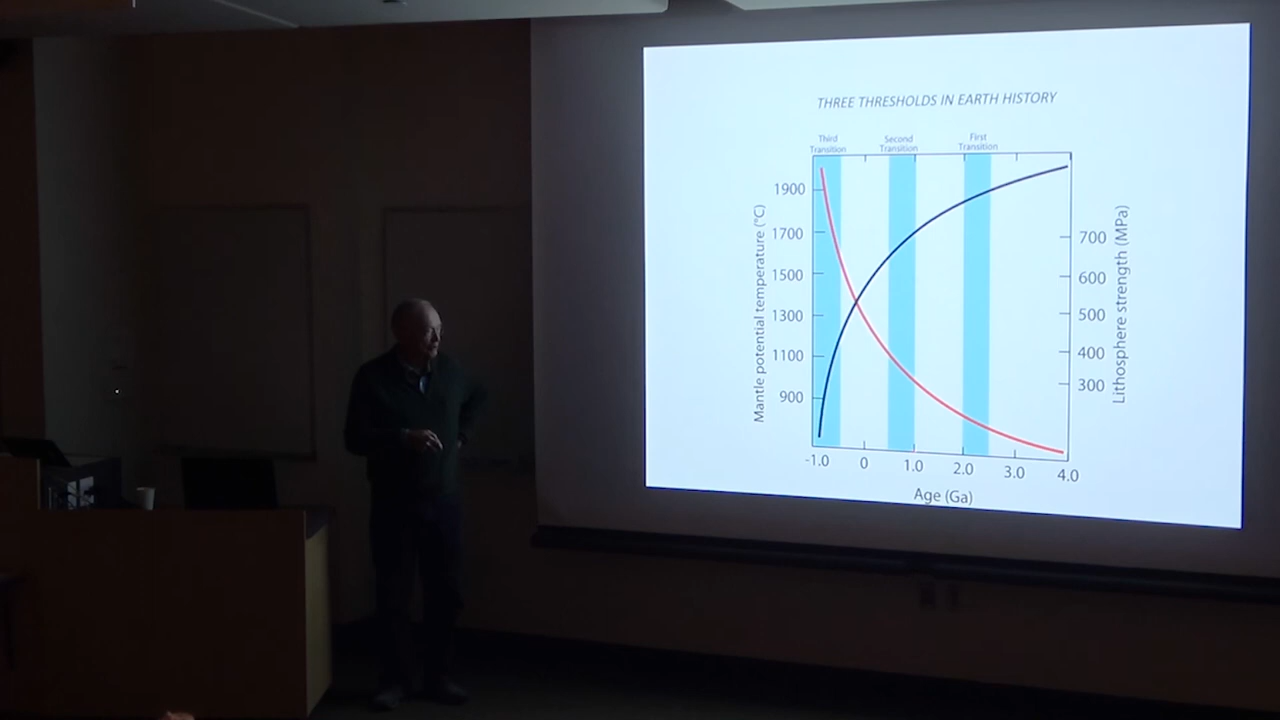 THREE THRESHOLDS IN EARTH HISTORY
Third
Transition
Second
Transition
First
Transition
1900
1700
1500
1300
1100
900
Mantle potential temperature (°C)
700
600
500
400
300
Lithosphere strength (MPa)
-1.0 0 1.0 2.0 3.0 4.0
Age (Ga)